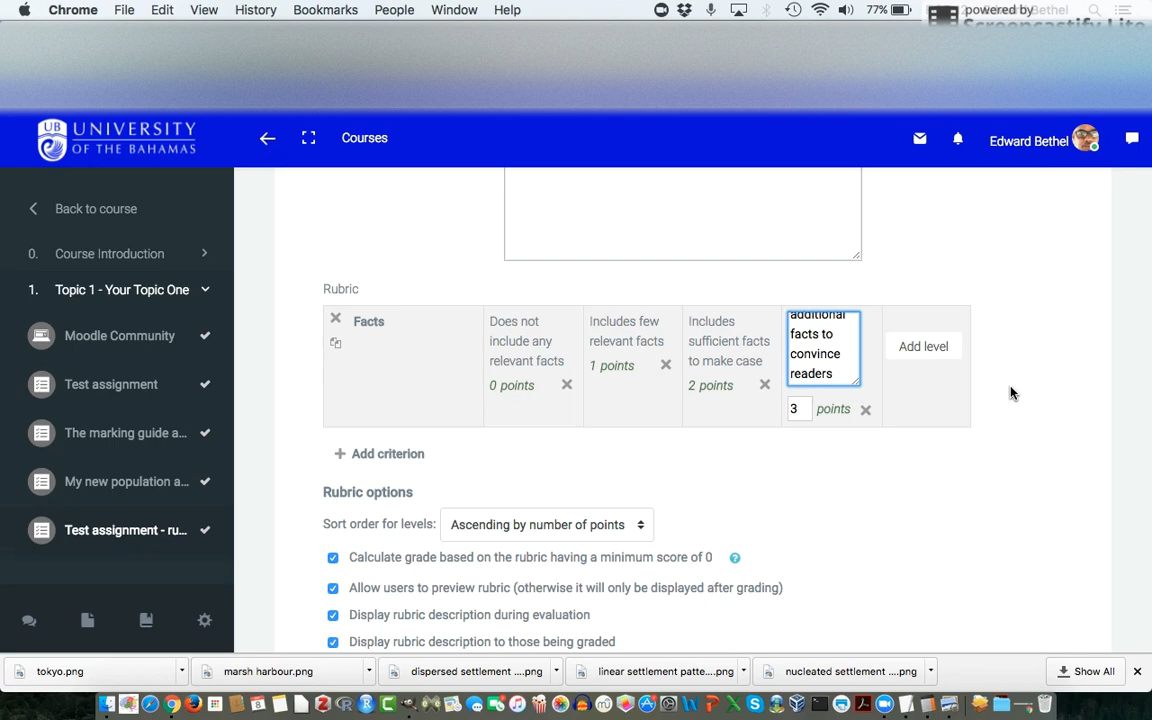 Chrome File Edit View History Bookmarks People Window Help 77% Bethel
powered by
Screencastify Lite
UB UNIVERSITY
OF THE BAHAMAS
Courses
Edward Bethel
Back to course
0. Course Introduction
1. Topic 1 - Your Topic One
Moodle Community
Test assignment
The marking guide a...
My new population a...
Test assignment - ru...
Rubric
Facts
Does not
include any
relevant facts
0 points
Includes few
relevant facts
1 points
Includes
sufficient facts
to make case
2 points
additional
facts to
convince
readers
3 points
Add level
Add criterion
Rubric options
Sort order for levels: Ascending by number of points
Calculate grade based on the rubric having a minimum score of 0
Allow users to preview rubric (otherwise it will only be displayed after grading)
Display rubric description during evaluation
Display rubric description to those being graded
tokyo.png marsh harbour.png dispersed settlement ....png linear settlement patte....png nucleated settlement ....png Show All